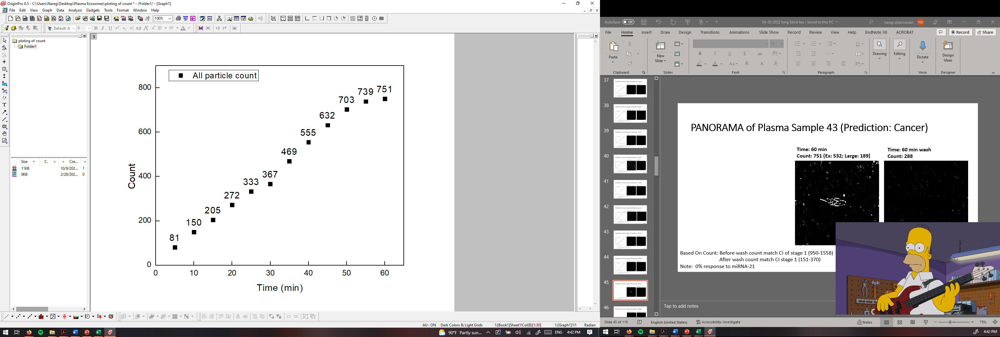 OriginPro 8.5 - C:\Users\Nareg\Desktop\Plasma Exosomes\ploting of count * - /Folder1/ - [Graph1]
File Edit View Graph Data Analysis Gadgets Tools Format Window Help
100%
Default: A 0 B I U
ploting of count
Folder1
Size C. Cre...
11KB 10/9/202... 1
8KB 2/28/202... 0
1
All particle count
800
600
400
200
0
Count
81
150
205
272
333
367
469
555
632
703
739
751
0 10 20 30 40 50 60
Time (min)
AU : ON Dark Colors & Light Grids 1:[Book1]Sheet1!Col(B)[1:30] 1:[Graph1]1!1 Radian
90°F Partly sun... ENG 4:42 PM
AutoSave Off 04-20-2022 lung blind tes • Saved to this PC nareg ohannesian NO
File Home Insert Draw Design Transitions Animations Slide Show Record Review View Help EndNote X8 ACROBAT Record Share
Paste
New Slide
18
B I U S ab AV
Aa A A
Drawing
Editing
Dictate
Design Ideas
Clipboard Slides Font Paragraph Voice Designer
37
38
39
40
41
42
43
44
45
46
PANORAMA of Plasma Sample 43 (Prediction: Cancer)
Time: 60 min
Count: 751 (Ex: 532; Large: 189)
Time: 60 min wash
Count: 288
Based On Count: Before wash count match CI of stage 1 (950-1558)
After wash count match CI stage 1 (151-370)
Note: 0% response to miRNA-21
Tap to add notes
Slide 45 of 110 English (United States) Accessibility: Investigate Notes 75%
4:42 PM